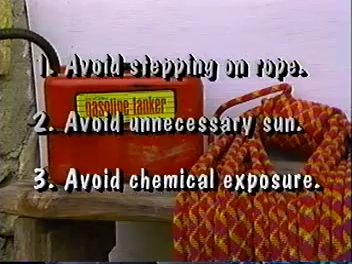 1. Avoid stepping on rope.
gasoline tanker
2. Avoid unnecessary sun.
3. Avoid chemical exposure.